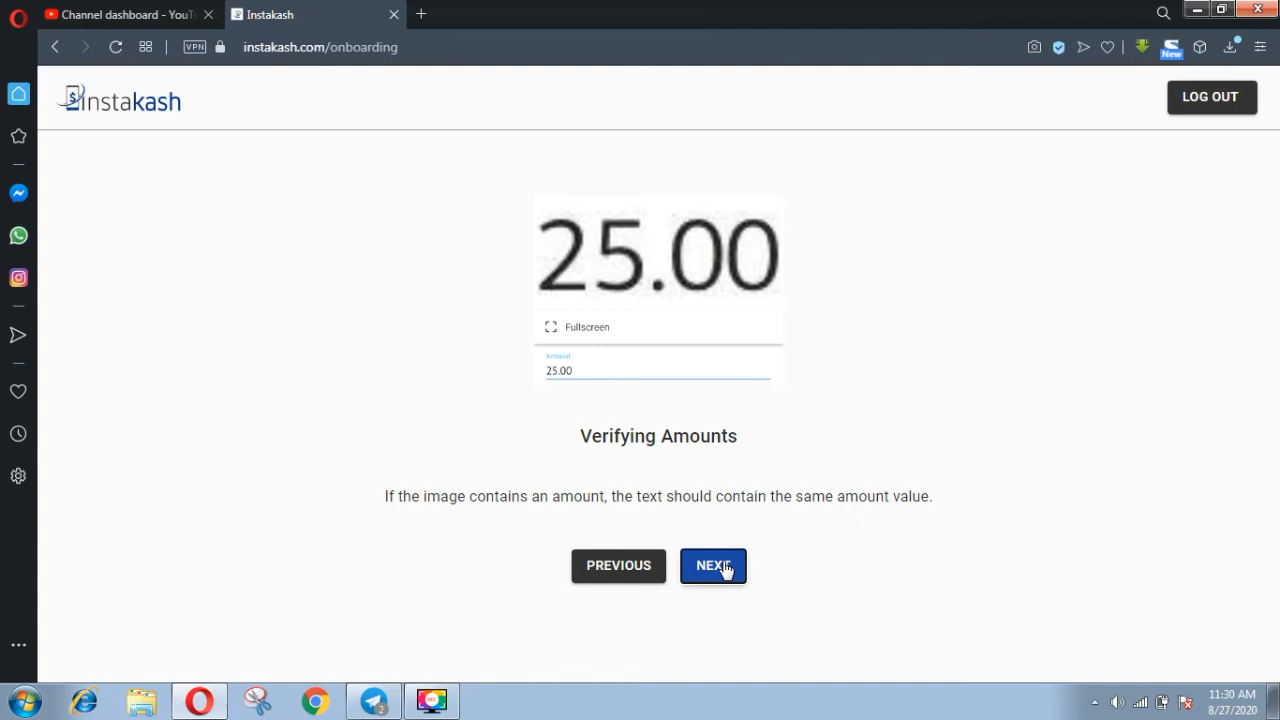 Channel dashboard - YouTu
Instakash
VPN
instakash.com/onboarding
New
Instakash
LOG OUT
25.00
Fullscreen
Amount
25.00
Verifying Amounts
If the image contains an amount, the text should contain the same amount value.
PREVIOUS
NEXT
2
11:30 AM
8/27/2020